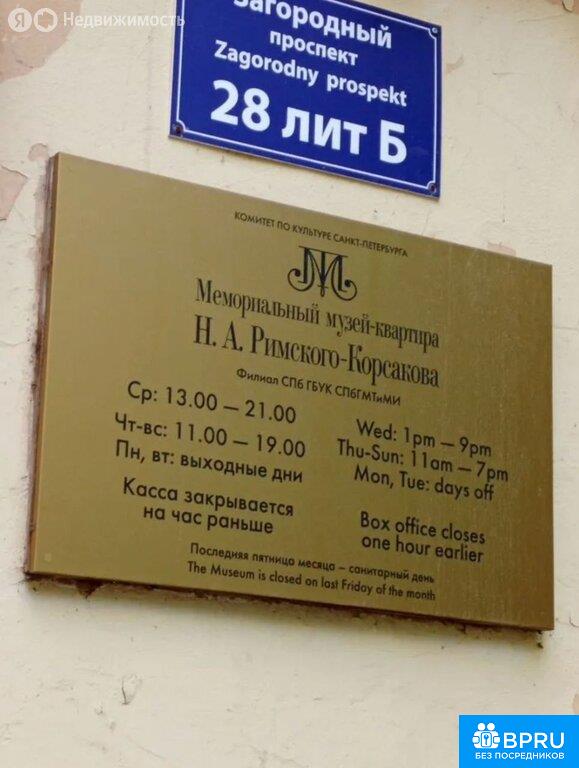 Я Недвижимость
Загородный
проспект
Zagorodny prospekt
28 лит Б
КОМИТЕТ ПО КУЛЬТУРЕ САНКТ-ПЕТЕРБУРГА
Мемориальный музей-квартира
Н. А. Римского-Корсакова
Филиал СПб ГБУК СПбГМТиМИ
Ср: 13.00 — 21.00
Чт-вс: 11.00 — 19.00
Пн, вт: выходные дни
Касса закрывается
на час раньше
Wed: 1pm — 9pm
Thu-Sun: 11am — 7pm
Mon, Tue: days off
Box office closes
one hour earlier
Последняя пятница месяца – санитарный день
The Museum is closed on last Friday of the month
BPRU
БЕЗ ПОСРЕДНИКОВ